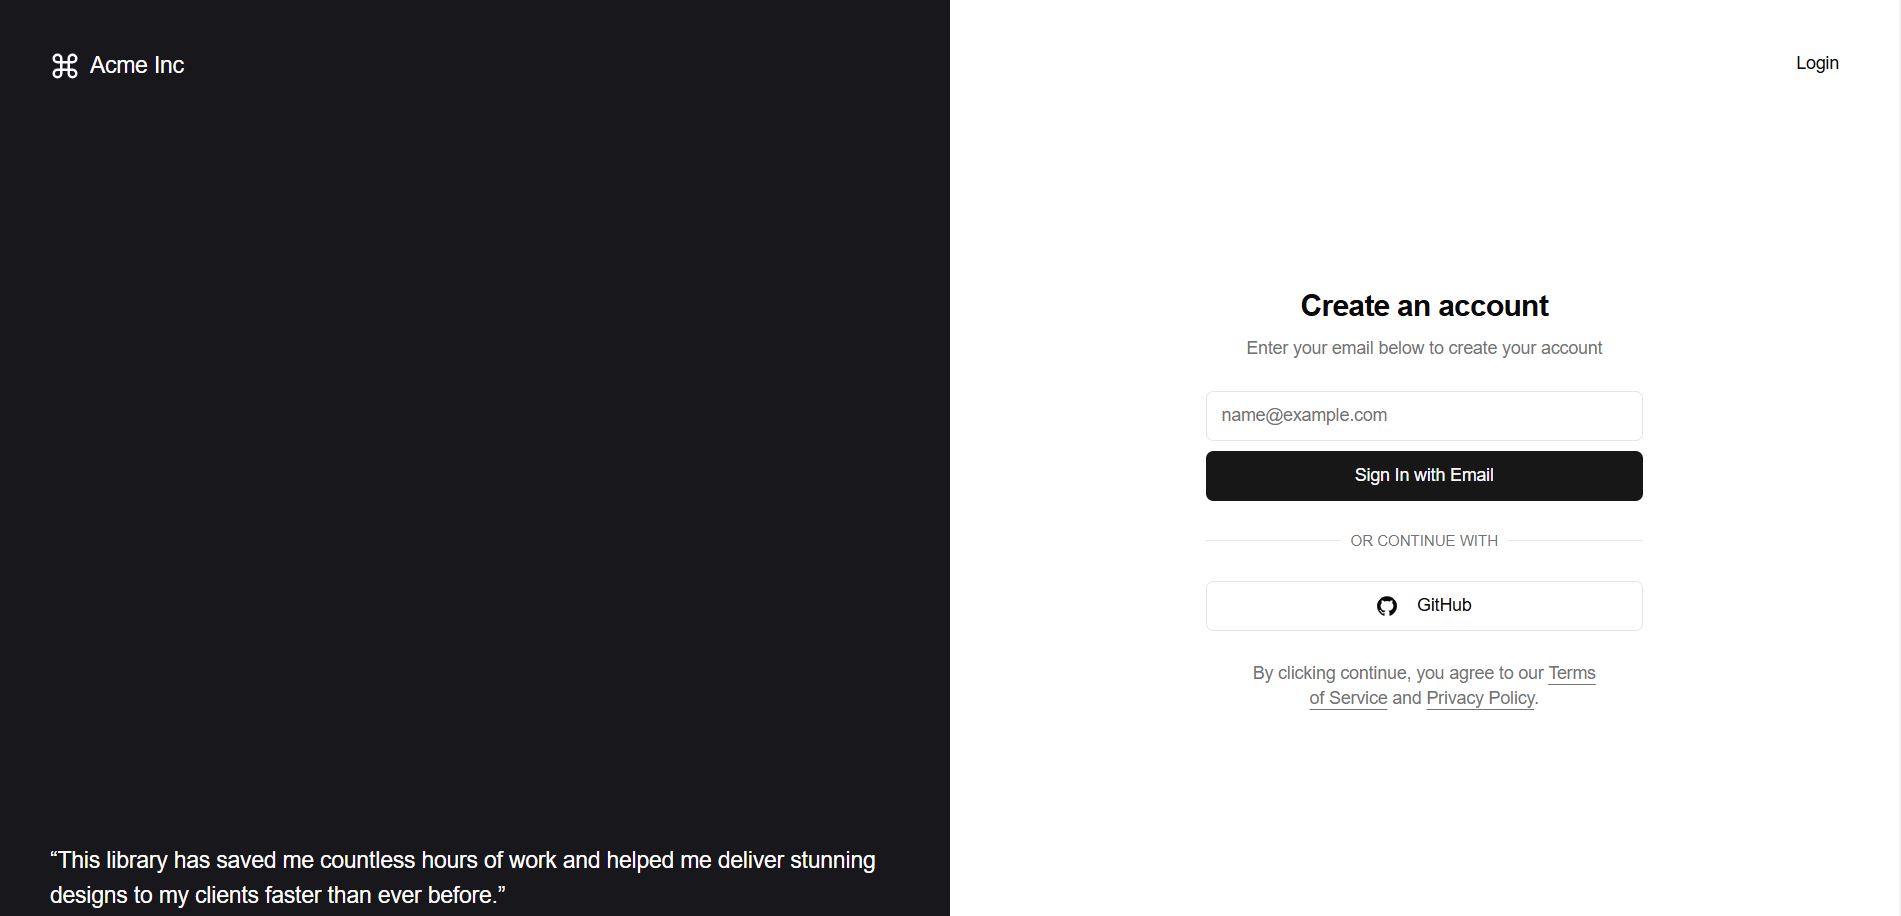 Acme Inc
Login
Create an account
Enter your email below to create your account
name@example.com
Sign In with Email
OR CONTINUE WITH
GitHub
By clicking continue, you agree to our Terms
of Service and Privacy Policy.
“This library has saved me countless hours of work and helped me deliver stunning
designs to my clients faster than ever before.”